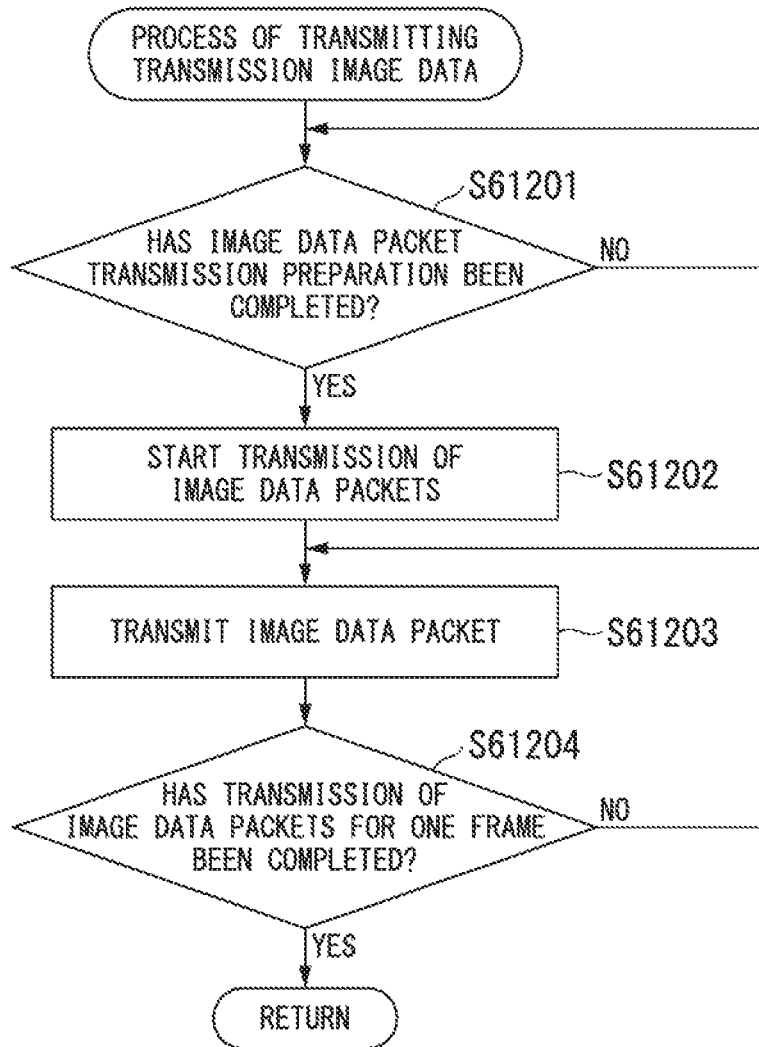 PROCESS OF TRANSMITTING
TRANSMISSION IMAGE DATA
S61201
HAS IMAGE DATA PACKET
TRANSMISSION PREPARATION BEEN
COMPLETED?
NO
YES
START TRANSMISSION OF
IMAGE DATA PACKETS
S61202
TRANSMIT IMAGE DATA PACKET
S61203
S61204
HAS TRANSMISSION OF
IMAGE DATA PACKETS FOR ONE FRAME
BEEN COMPLETED?
NO
YES
RETURN